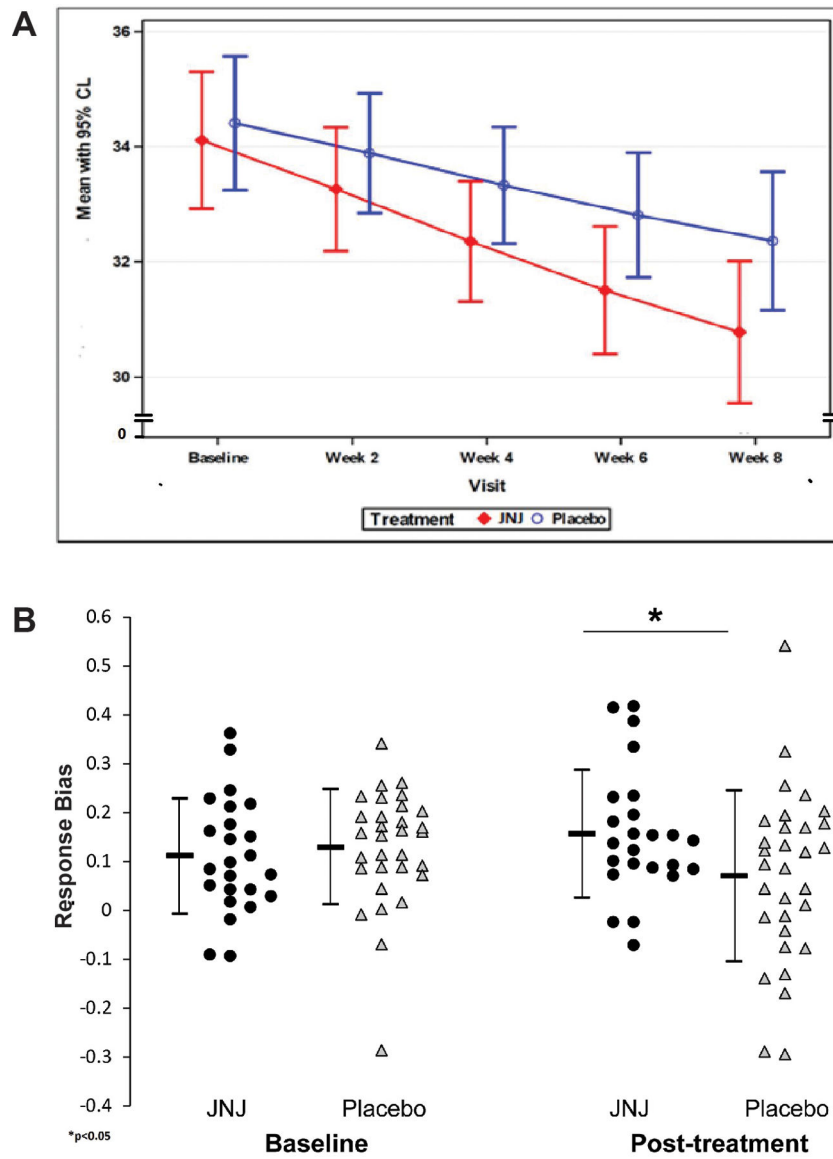 A
Mean with 95% CL
36
34
32
30
0
Baseline Week 2 Week 4 Week 6 Week 8
Visit
Treatment JNJ Placebo
B
Response Bias
0.6
0.5
0.4
0.3
0.2
0.1
0
-0.1
-0.2
-0.3
-0.4
*
JNJ Placebo JNJ Placebo
*p<0.05
Baseline Post-treatment